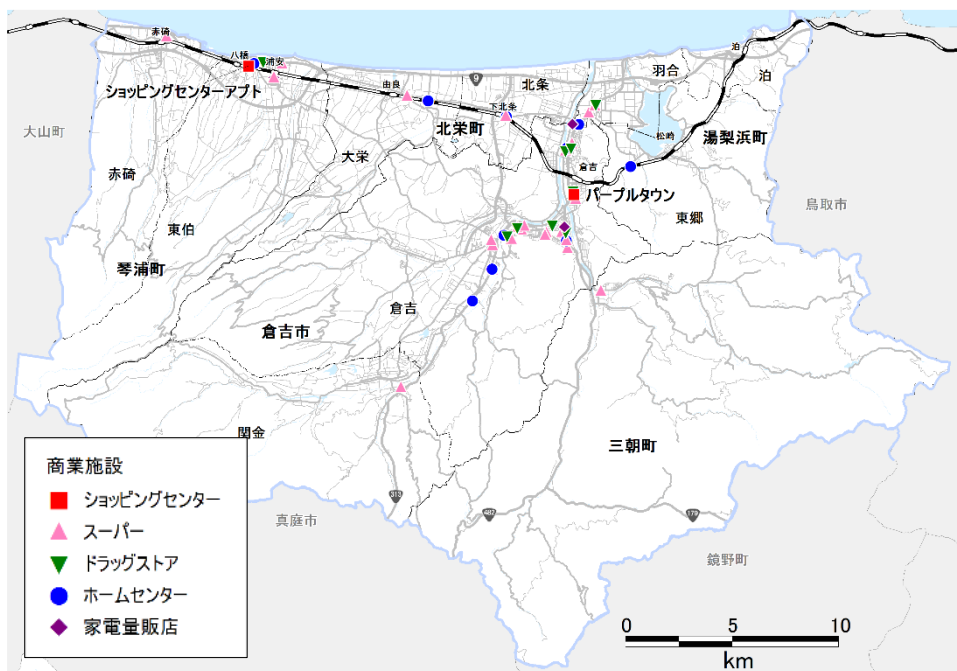 赤碕
八橋
浦安
ショッピングセンターアプト
由良
9
北条
下北条
羽合
泊
泊
大山町
北栄町
倉吉
松崎
湯梨浜町
赤碕
大栄
パープルタウン
東伯
東郷
鳥取市
琴浦町
倉吉
倉吉市
関金
三朝町
313
482
179
真庭市
鏡野町
商業施設
ショッピングセンター
スーパー
ドラッグストア
ホームセンター
家電量販店
0 5 10
km